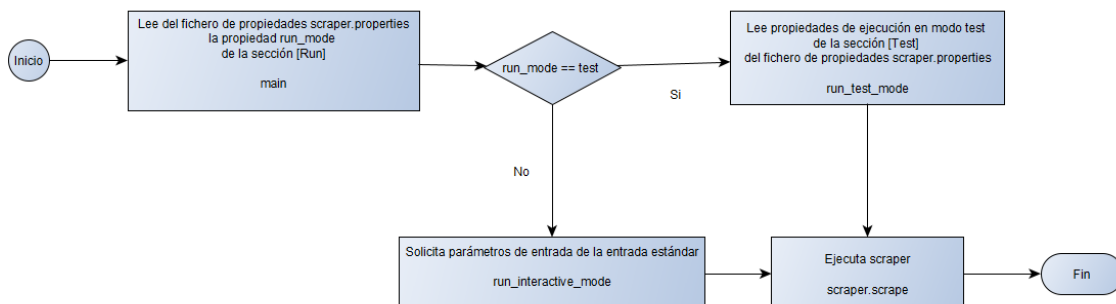 Inicio
Lee del fichero de propiedades scraper.properties
la propiedad run_mode
de la sección [Run]
main
run_mode == test
Si
Lee propiedades de ejecución en modo test
de la sección [Test]
del fichero de propiedades scraper.properties
run_test_mode
No
Solicita parámetros de entrada de la entrada estándar
run_interactive_mode
Ejecuta scraper
scraper.scrape
Fin